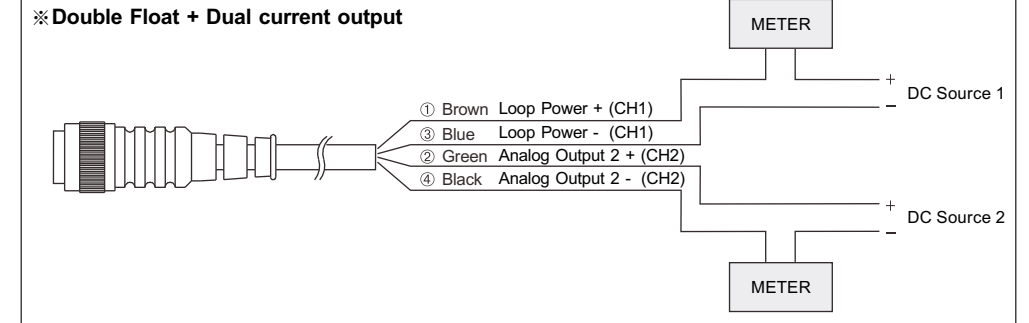 ※Double Float + Dual current output
METER
① Brown Loop Power + (CH1)
③ Blue Loop Power - (CH1)
② Green Analog Output 2 + (CH2)
④ Black Analog Output 2 - (CH2)
+
DC Source 1
−
+
DC Source 2
−
METER